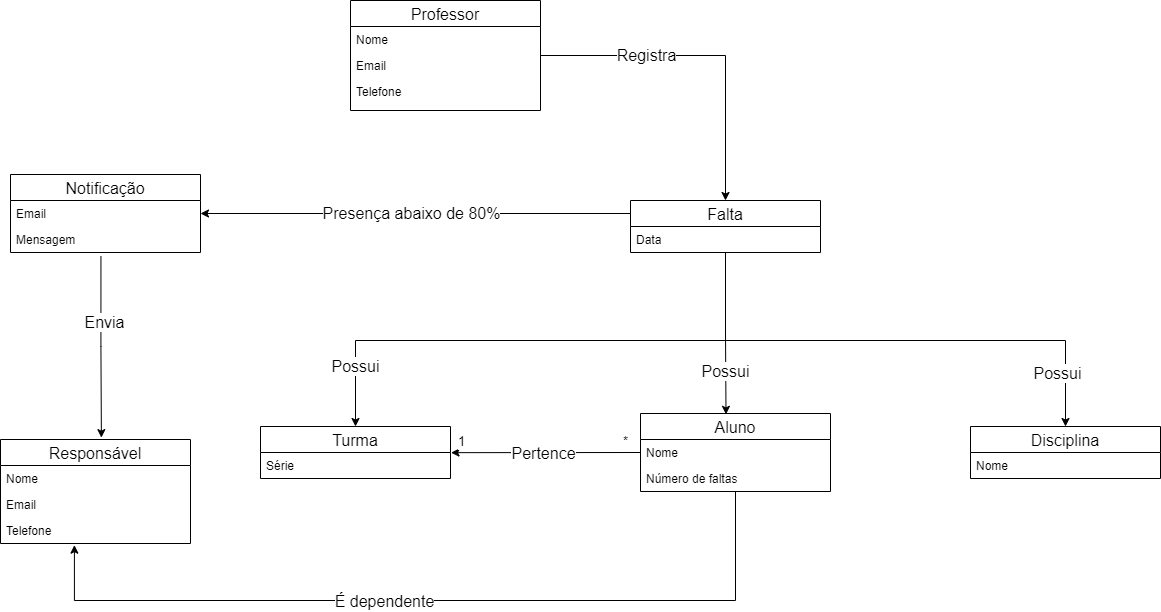 Professor
Nome
Email
Telefone
Registra
Notificação
Email
Mensagem
Presença abaixo de 80%
Falta
Data
Envia
Possui
Possui
Possui
Responsável
Nome
Email
Telefone
Turma
Série
1
Pertence
*
Aluno
Nome
Número de faltas
Disciplina
Nome
É dependente